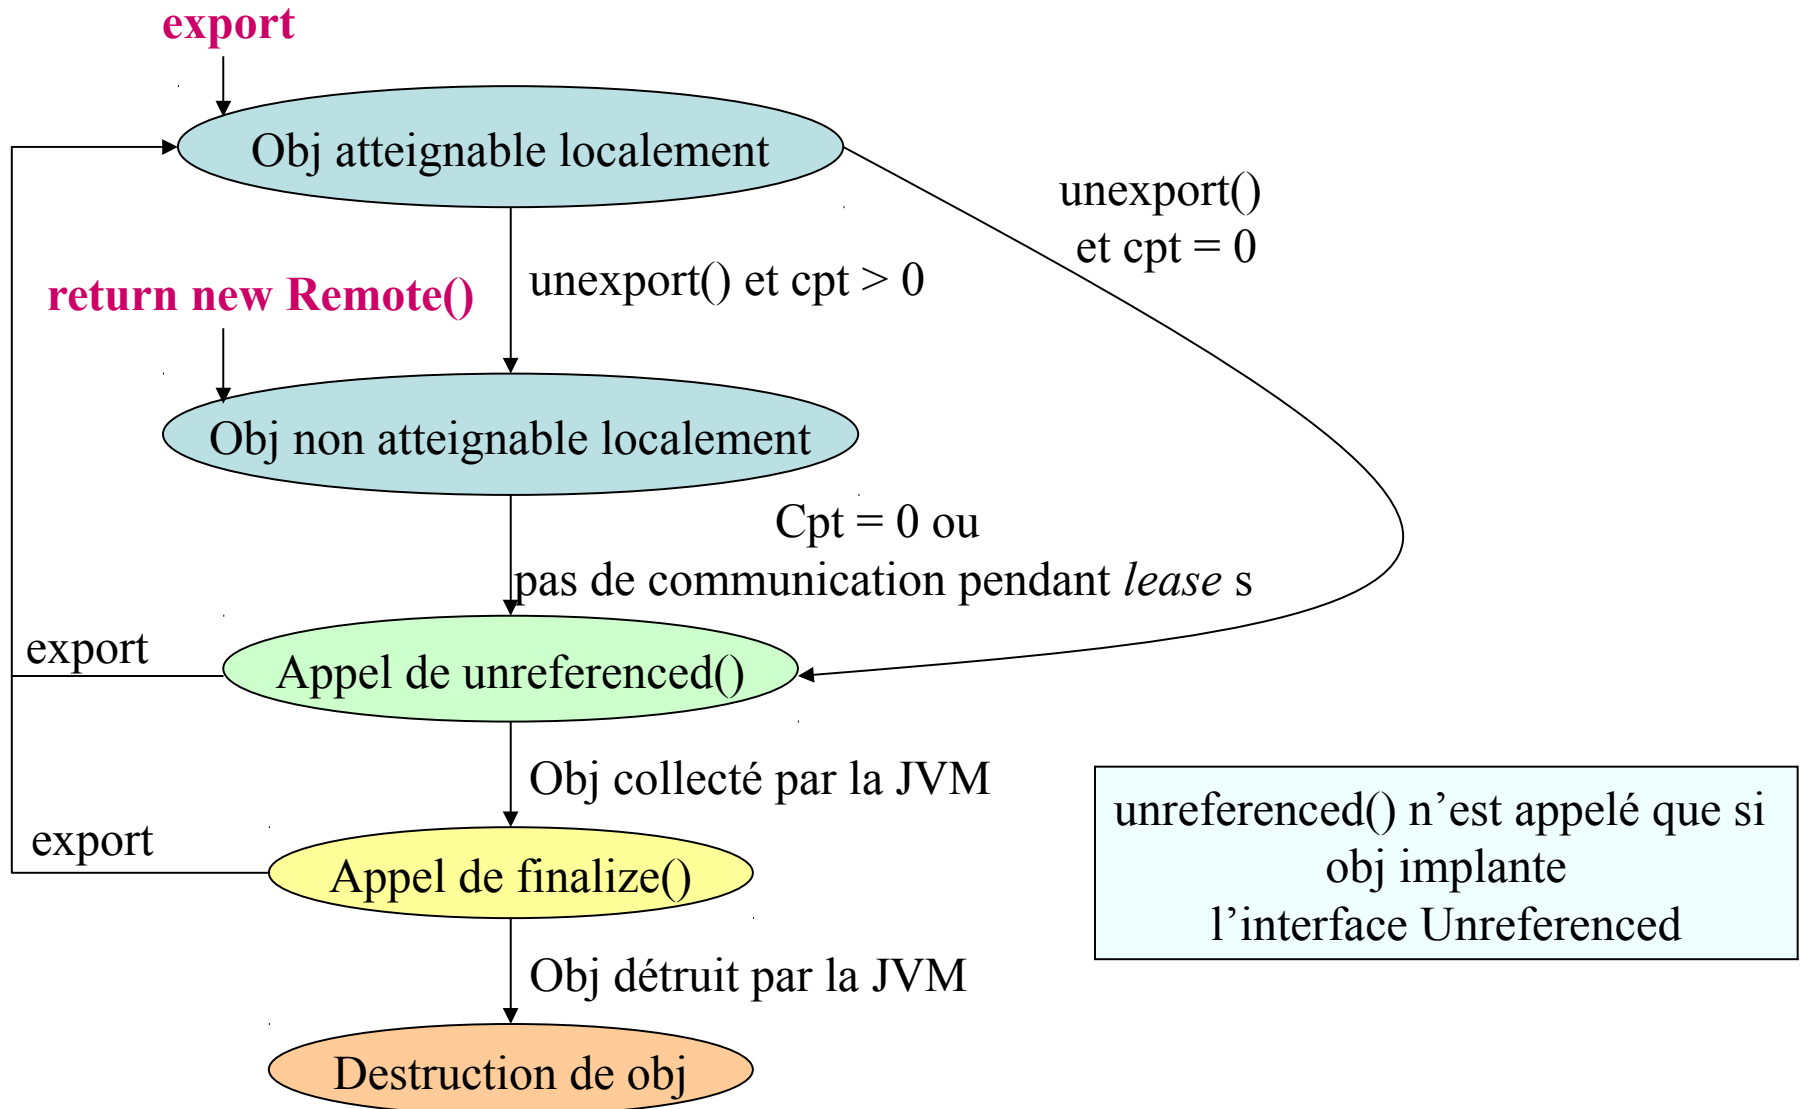 export
Obj atteignable localement
unexport()
et cpt = 0
unexport() et cpt > 0
return new Remote()
Obj non atteignable localement
Cpt = 0 ou
pas de communication pendant lease s
export
Appel de unreferenced()
Obj collecté par la JVM
export
Appel de finalize()
unreferenced() n’est appelé que si
obj implante
l’interface Unreferenced
Obj détruit par la JVM
Destruction de obj